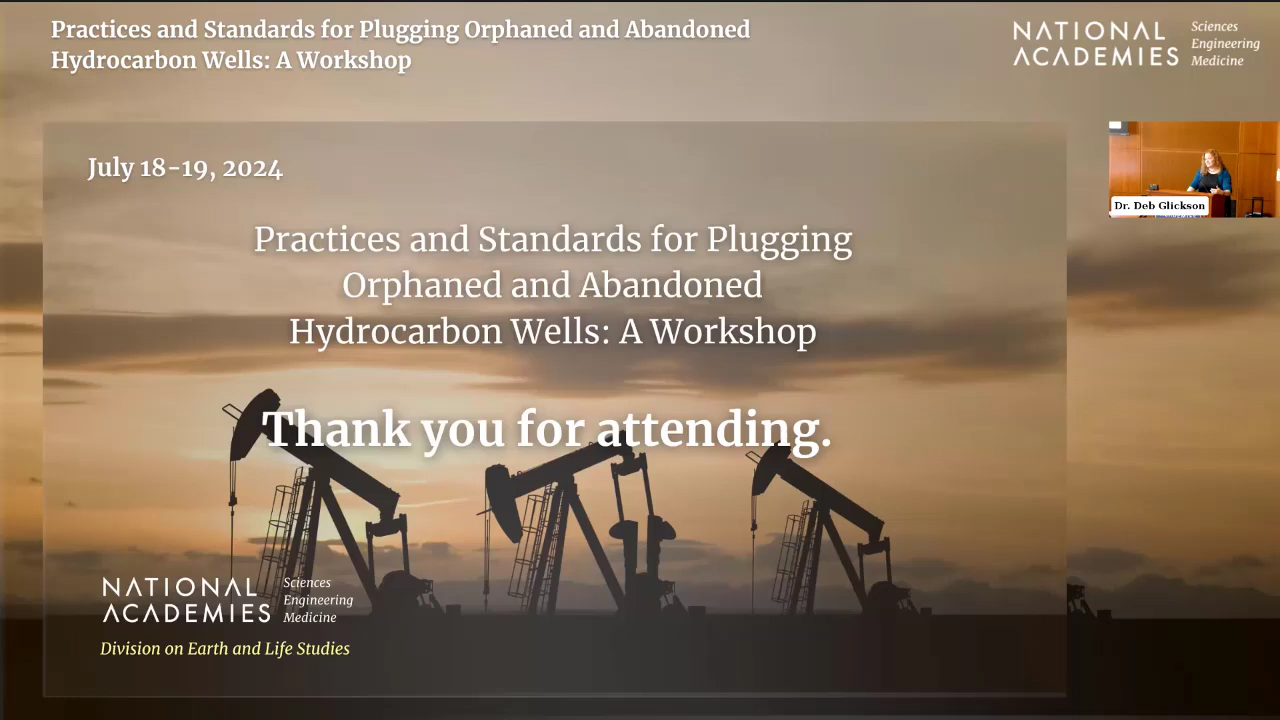 Practices and Standards for Plugging Orphaned and Abandoned
Hydrocarbon Wells: A Workshop
NATIONAL
ACADEMIES
Sciences
Engineering
Medicine
July 18-19, 2024
Dr. Deb Glickson
Practices and Standards for Plugging
Orphaned and Abandoned
Hydrocarbon Wells: A Workshop
Thank you for attending.
NATIONAL
ACADEMIES
Sciences
Engineering
Medicine
Division on Earth and Life Studies